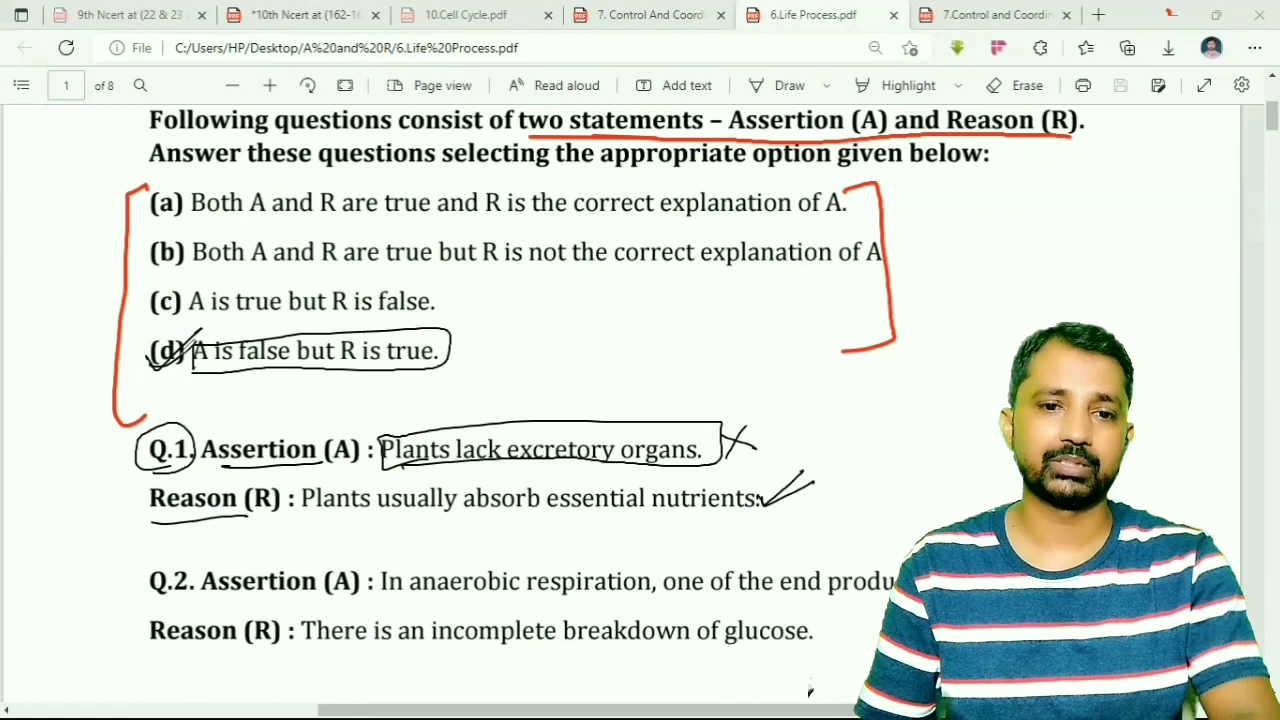 9th Ncert at (22 & 23
*10th Ncert at (162-16
10.Cell Cycle.pdf
7. Control And Coordi
6.Life Process.pdf
7.Control and Coordin
File
C:/Users/HP/Desktop/A%20and%20R/6.Life%20Process.pdf
1 of 8
Page view
Read aloud
Add text
Draw
Highlight
Erase
Following questions consist of two statements – Assertion (A) and Reason (R).
Answer these questions selecting the appropriate option given below:
(a) Both A and R are true and R is the correct explanation of A.
(b) Both A and R are true but R is not the correct explanation of A
(c) A is true but R is false.
(d) A is false but R is true.
Q.1. Assertion (A) : Plants lack excretory organs.
Reason (R) : Plants usually absorb essential nutrients.
Q.2. Assertion (A) : In anaerobic respiration, one of the end produ
Reason (R) : There is an incomplete breakdown of glucose.